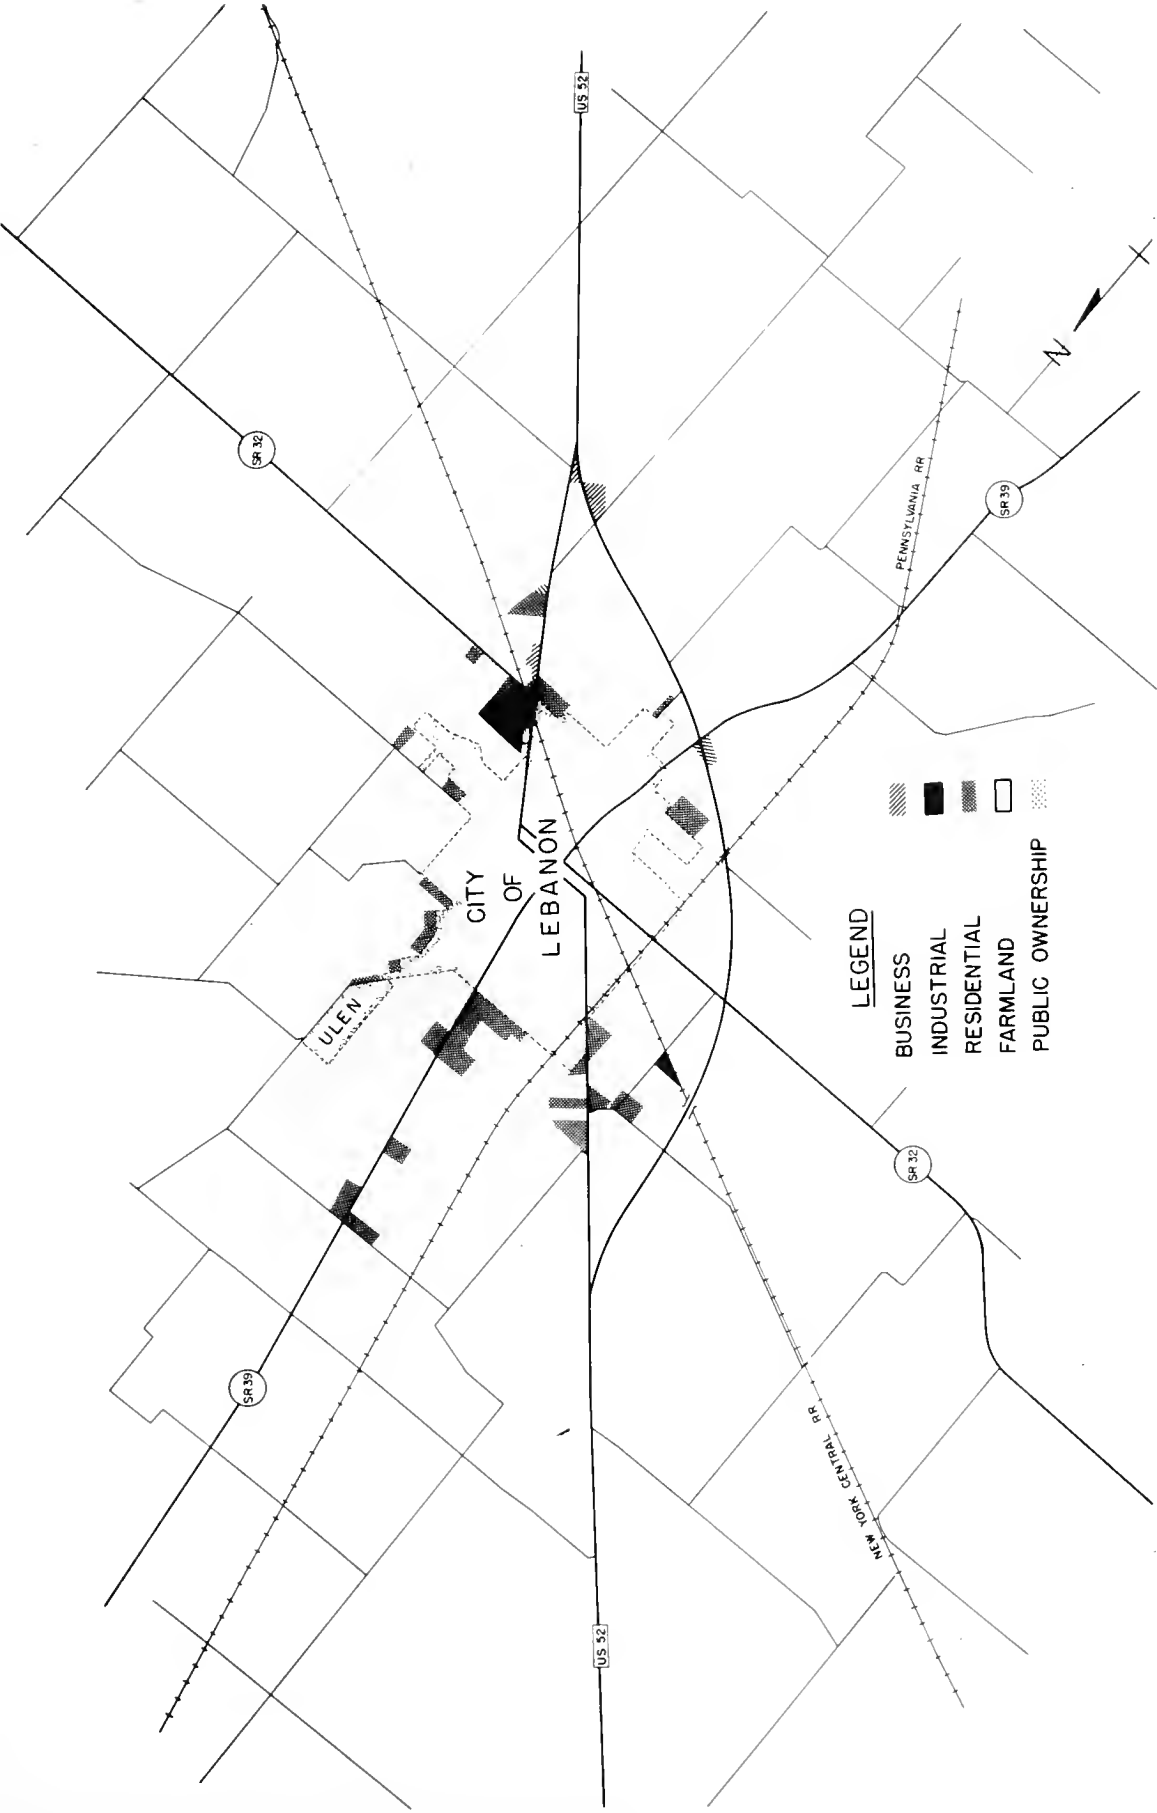 US 52
SR 32
SR 39
PENNSYLVANIA RR
N
CITY
OF
LEBANON
ULEN
SR 39
US 52
SR 32
NEW YORK CENTRAL RR
LEGEND
BUSINESS
INDUSTRIAL
RESIDENTIAL
FARMLAND
PUBLIC OWNERSHIP